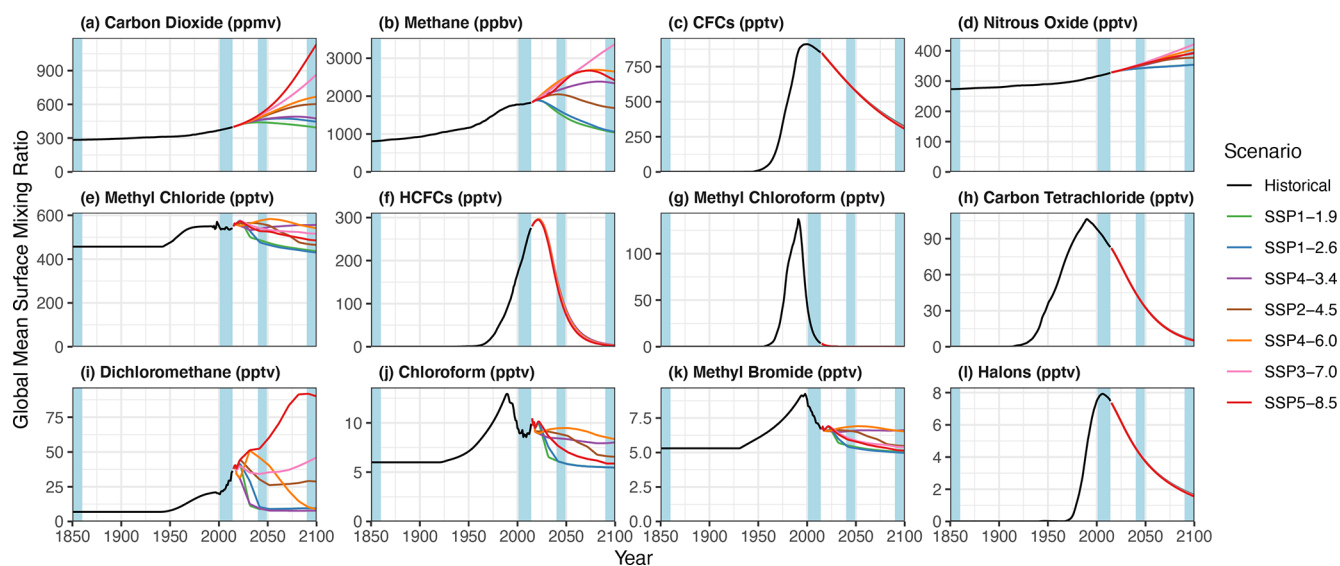 (a) Carbon Dioxide (ppmv)
(b) Methane (ppbv)
(c) CFCs (pptv)
(d) Nitrous Oxide (pptv)
900
600
300
0
3000
2000
1000
0
750
500
250
0
400
300
200
100
0
(e) Methyl Chloride (pptv)
(f) HCFCs (pptv)
(g) Methyl Chloroform (pptv)
(h) Carbon Tetrachloride (pptv)
600
400
200
0
300
200
100
0
100
50
0
90
60
30
0
(i) Dichloromethane (pptv)
(j) Chloroform (pptv)
(k) Methyl Bromide (pptv)
(l) Halons (pptv)
75
50
25
0
10
5
0
7.5
5.0
2.5
0.0
8
6
4
2
0
1850 1900 1950 2000 2050 2100
1850 1900 1950 2000 2050 2100
1850 1900 1950 2000 2050 2100
1850 1900 1950 2000 2050 2100
Year
Global Mean Surface Mixing Ratio
Scenario
Historical
SSP1−1.9
SSP1−2.6
SSP4−3.4
SSP2−4.5
SSP4−6.0
SSP3−7.0
SSP5−8.5